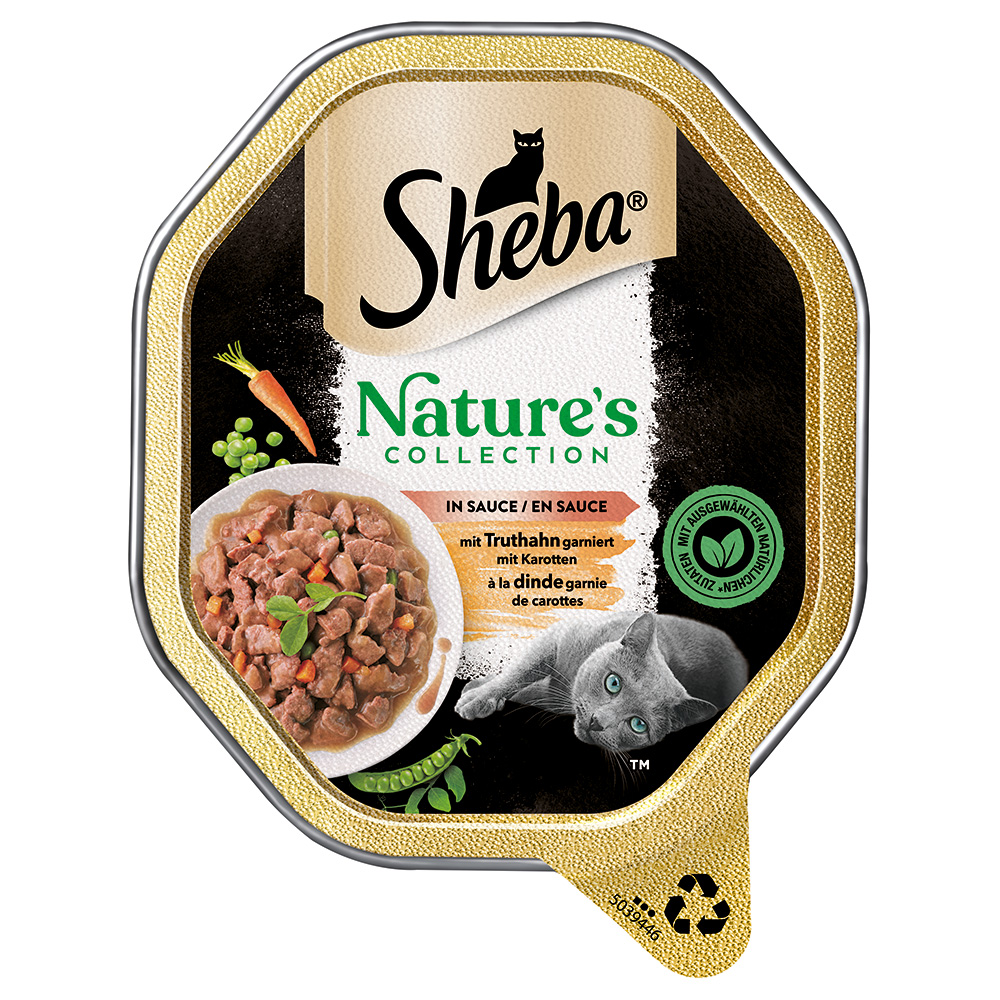 Sheba®
Nature's
COLLECTION
IN SAUCE / EN SAUCE
mit Truthahn garniert
mit Karotten
à la dinde garnie
de carottes
MIT AUSGEWÄHLTEN NATÜRLICHEN* ZUTATEN
TM
5039446